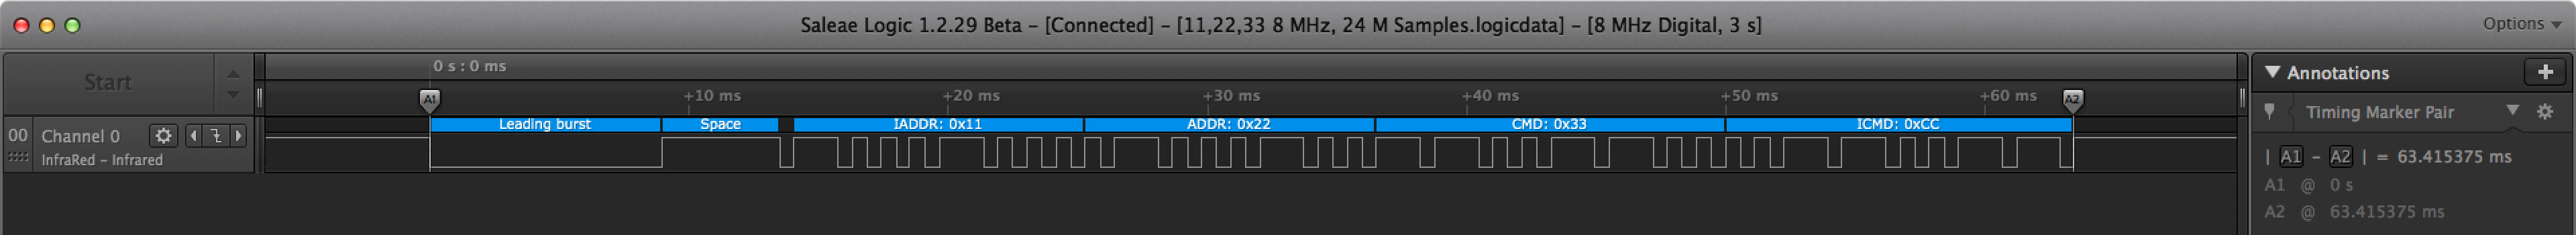 Saleae Logic 1.2.29 Beta – [Connected] – [11,22,33 8 MHz, 24 M Samples.logicdata] – [8 MHz Digital, 3 s]
Options
Start
0 s : 0 ms
+10 ms +20 ms +30 ms +40 ms +50 ms +60 ms
A1 A2
00 Channel 0
InfraRed – Infrared
Leading burst Space IADDR: 0x11 ADDR: 0x22 CMD: 0x33 ICMD: 0xCC
Annotations
Timing Marker Pair
| A1 – A2 | = 63.415375 ms
A1 @ 0 s
A2 @ 63.415375 ms